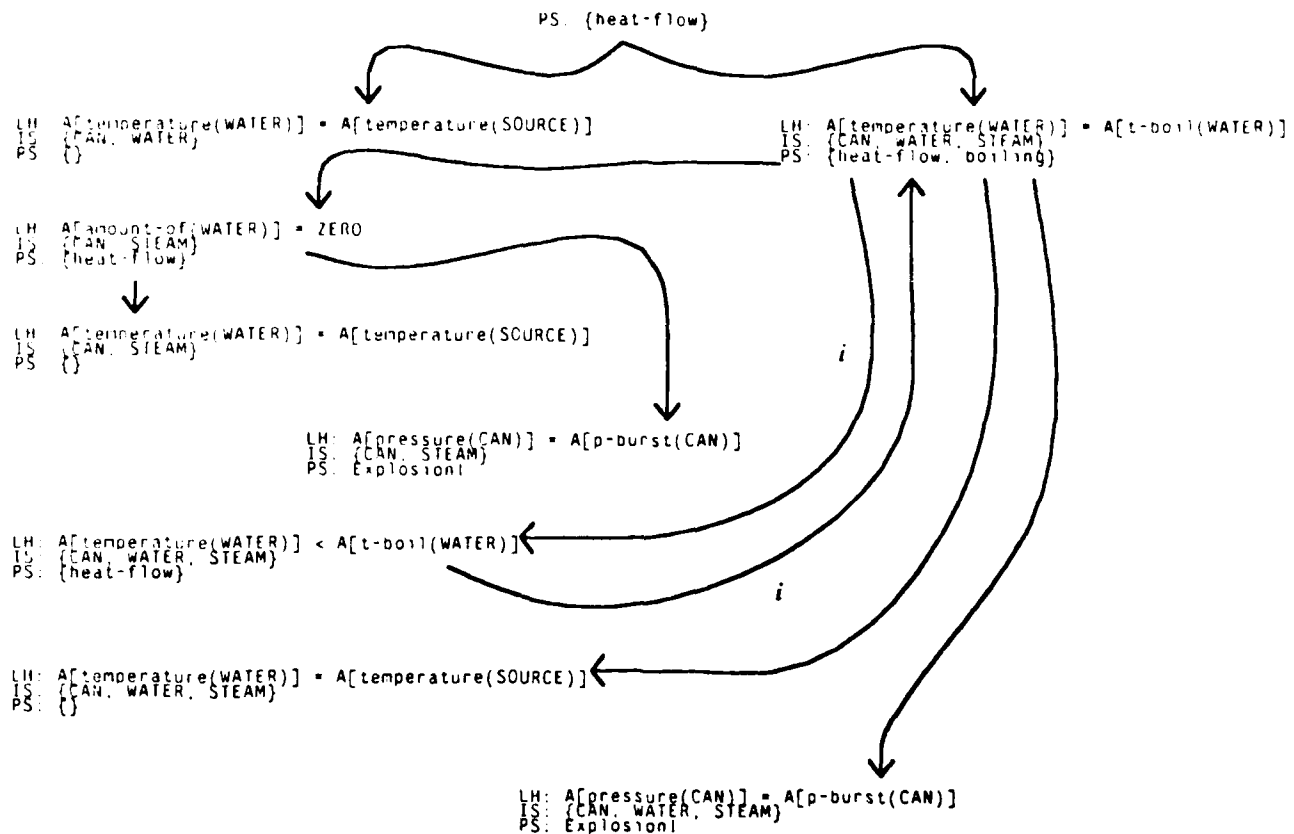 PS: {heat-flow}
LH: A[temperature(WATER)] = A[temperature(SOURCE)]
IS: {CAN, WATER}
PS: {}
LH: A[temperature(WATER)] = A[t-boil(WATER)]
IS: {CAN, WATER, STEAM}
PS: {heat-flow, boiling}
LH: A[amount-of(WATER)] = ZERO
IS: {CAN, STEAM}
PS: {heat-flow}
LH: A[temperature(WATER)] = A[temperature(SOURCE)]
IS: {CAN, STEAM}
PS: {}
i
LH: A[pressure(CAN)] = A[p-burst(CAN)]
IS: {CAN, STEAM}
PS: Explosion!
LH: A[temperature(WATER)] < A[t-boil(WATER)]
IS: {CAN, WATER, STEAM}
PS: {heat-flow}
i
LH: A[temperature(WATER)] = A[temperature(SOURCE)]
IS: {CAN, WATER, STEAM}
PS: {}
LH: A[pressure(CAN)] = A[p-burst(CAN)]
IS: {CAN, WATER, STEAM}
PS: Explosion!